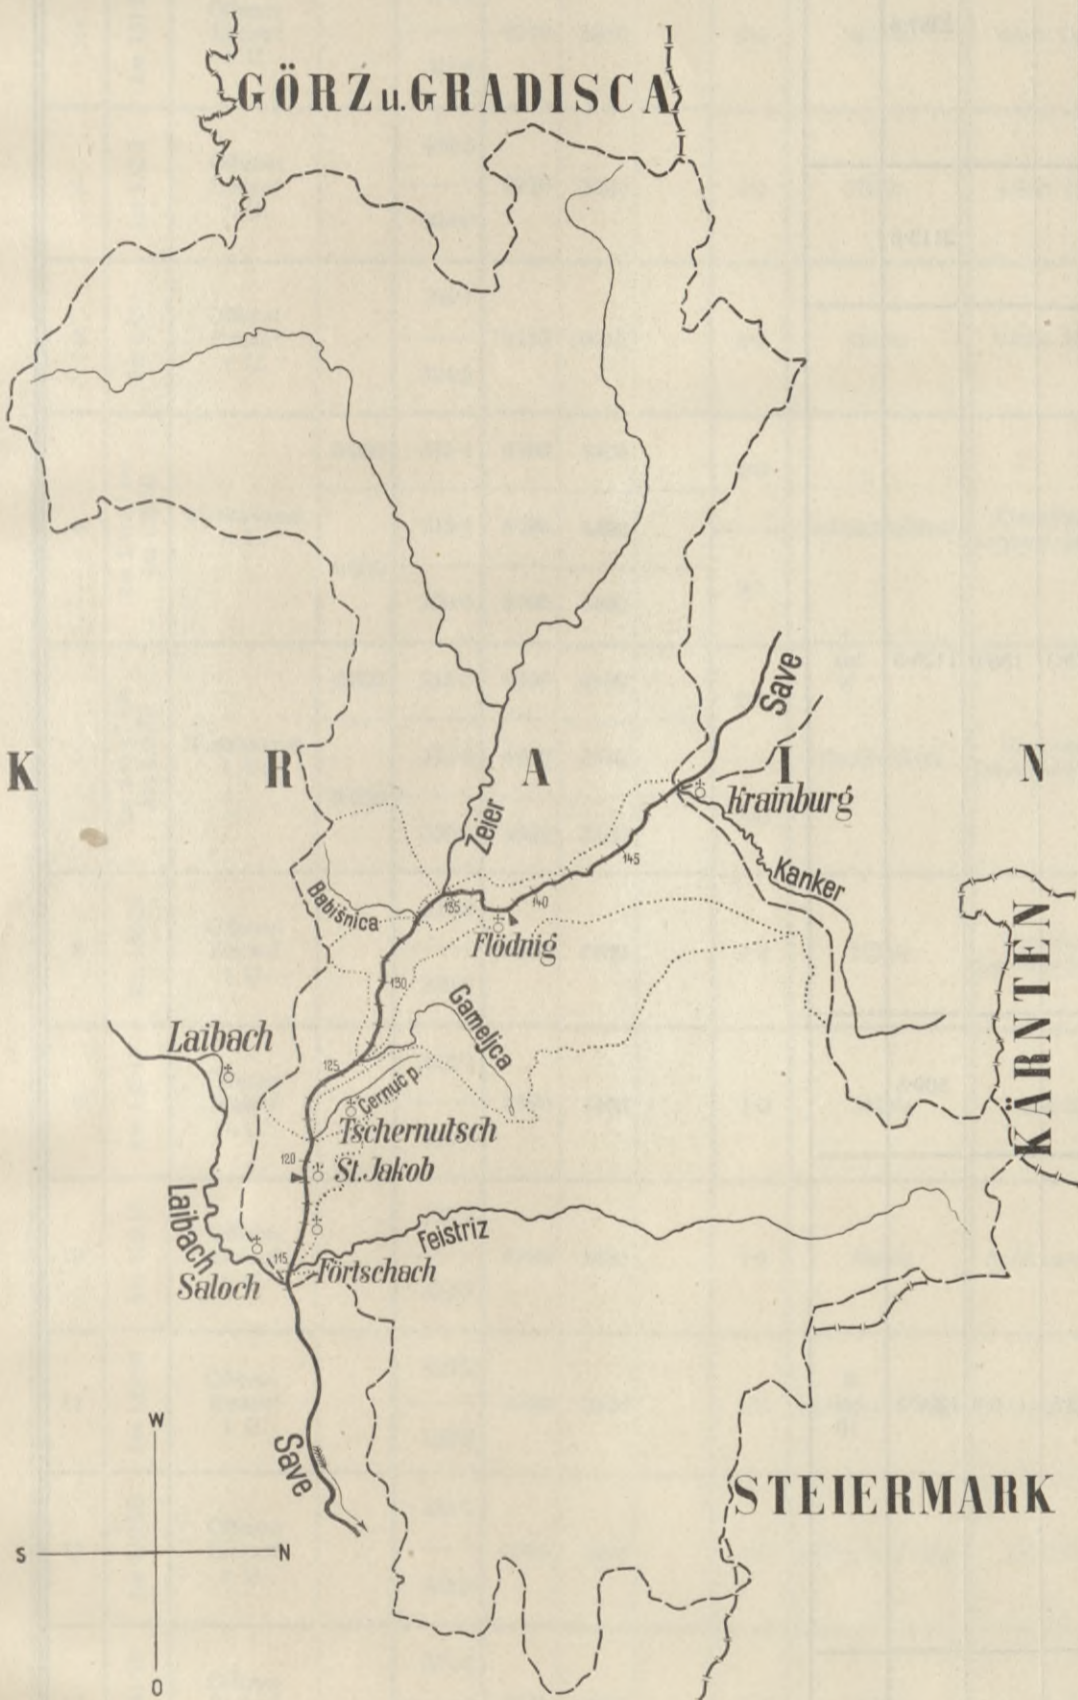 GÖRZ u. GRADISCA
K R A I N
Save
Krainburg
Zeier
145
Kanker
Babišnica
135
140
Flödnig
KÄRNTEN
130
Gameljca
Laibach
125
Černuč p.
Tschernutsch
120
St. Jakob
Laibach
Feistriz
115
Förtschach
Saloch
Save
W
S
N
O
STEIERMARK